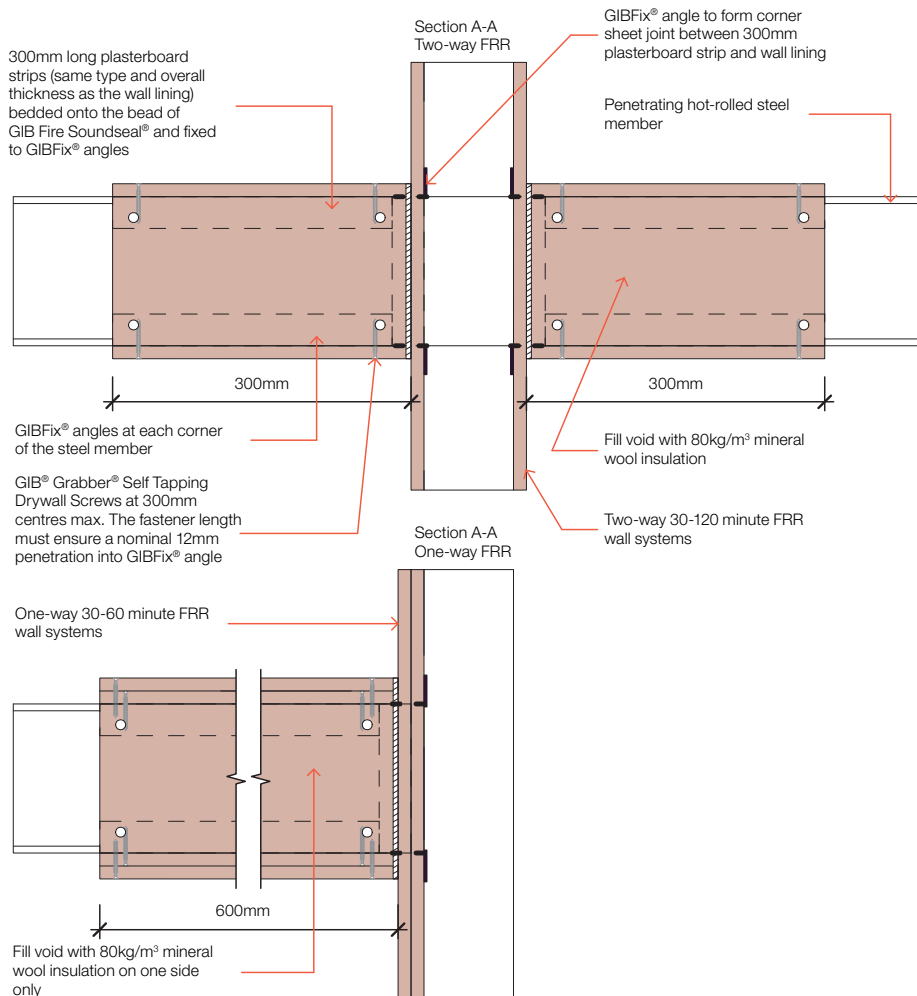 Section A-A
Two-way FRR
GIBFix® angle to form corner
sheet joint between 300mm
plasterboard strip and wall lining
300mm long plasterboard
strips (same type and overall
thickness as the wall lining)
bedded onto the bead of
GIB Fire Soundseal® and fixed
to GIBFix® angles
Penetrating hot-rolled steel
member
300mm
300mm
GIBFix® angles at each corner
of the steel member
Fill void with 80kg/m³ mineral
wool insulation
GIB® Grabber® Self Tapping
Drywall Screws at 300mm
centres max. The fastener length
must ensure a nominal 12mm
penetration into GIBFix® angle
Two-way 30-120 minute FRR
wall systems
Section A-A
One-way FRR
One-way 30-60 minute FRR
wall systems
600mm
Fill void with 80kg/m³ mineral
wool insulation on one side
only